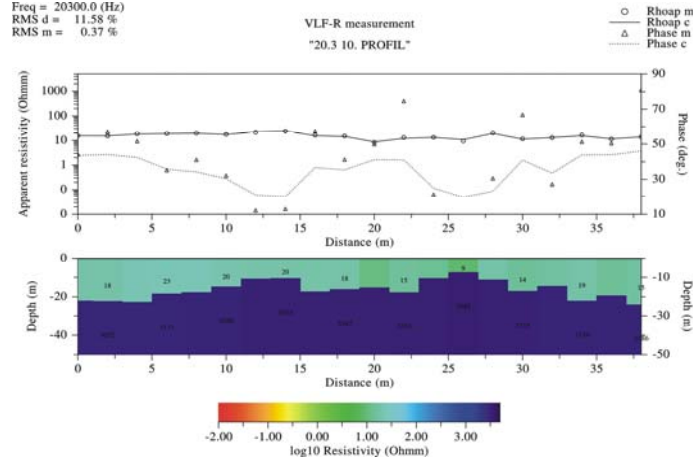 Freq = 20300.0 (Hz)
RMS d = 11.58 %
RMS m = 0.37 %
VLF-R measurement
"20.3 10. PROFIL"
Rhoap m
Rhoap c
Phase m
Phase c
Apparent resistivity (Ohmm)
1000
100
10
1
0
0
90
70
50
30
10
Phase (deg.)
0 5 10 15 20 25 30 35
Distance (m)
Depth (m)
0
-20
-40
18 23 20 20 18 15 9 14 19 15
-10
-30
-50
Depth (m)
0 5 10 15 20 25 30 35
Distance (m)
-2.00 -1.00 0.00 1.00 2.00 3.00
log10 Resistivity (Ohmm)